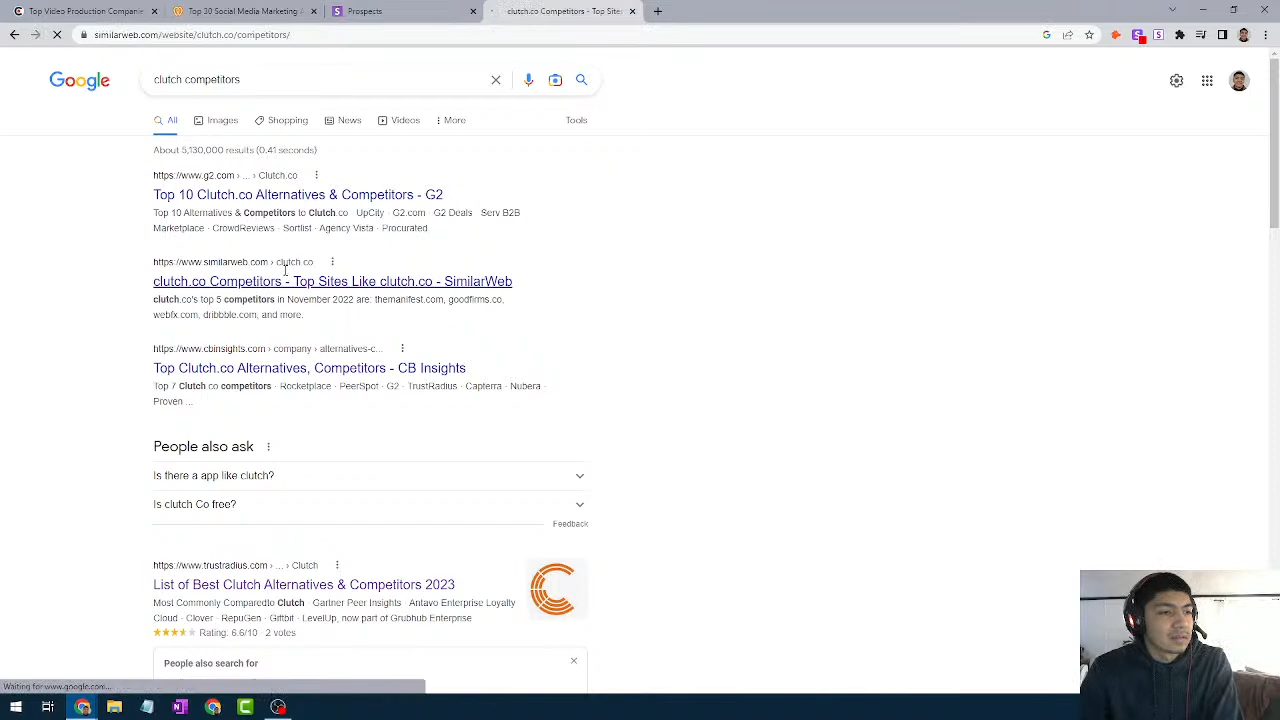 Top Video Production Companie
Top 30 Social Media Marketing A
Prospects
clutch.co Competitors - Top Sites
similarweb.com/website/clutch.co/competitors/
Google
clutch competitors
All
Images
Shopping
News
Videos
More
Tools
About 5,130,000 results (0.41 seconds)
https://www.g2.com › ... › Clutch.co
Top 10 Clutch.co Alternatives & Competitors - G2
Top 10 Alternatives & Competitors to Clutch.co · UpCity · G2.com · G2 Deals · Serv B2B
Marketplace · CrowdReviews · Sortlist · Agency Vista · Procurated
https://www.similarweb.com › clutch.co
clutch.co Competitors - Top Sites Like clutch.co - SimilarWeb
clutch.co's top 5 competitors in November 2022 are: themanifest.com, goodfirms.co,
webfx.com, dribbble.com, and more.
https://www.cbinsights.com › company › alternatives-c...
Top Clutch.co Alternatives, Competitors - CB Insights
Top 7 Clutch co competitors · Rocketplace · PeerSpot · G2 · TrustRadius · Capterra · Nubera ·
Proven ...
People also ask
Is there a app like clutch?
Is clutch Co free?
Feedback
https://www.trustradius.com › ... › Clutch
List of Best Clutch Alternatives & Competitors 2023
Most Commonly Comparedto Clutch · Gartner Peer Insights · Antavo Enterprise Loyalty
Cloud · Clover · RepuGen · Giftbit · LevelUp, now part of Grubhub Enterprise
Rating: 6.6/10 · 2 votes
People also search for
Waiting for www.google.com...